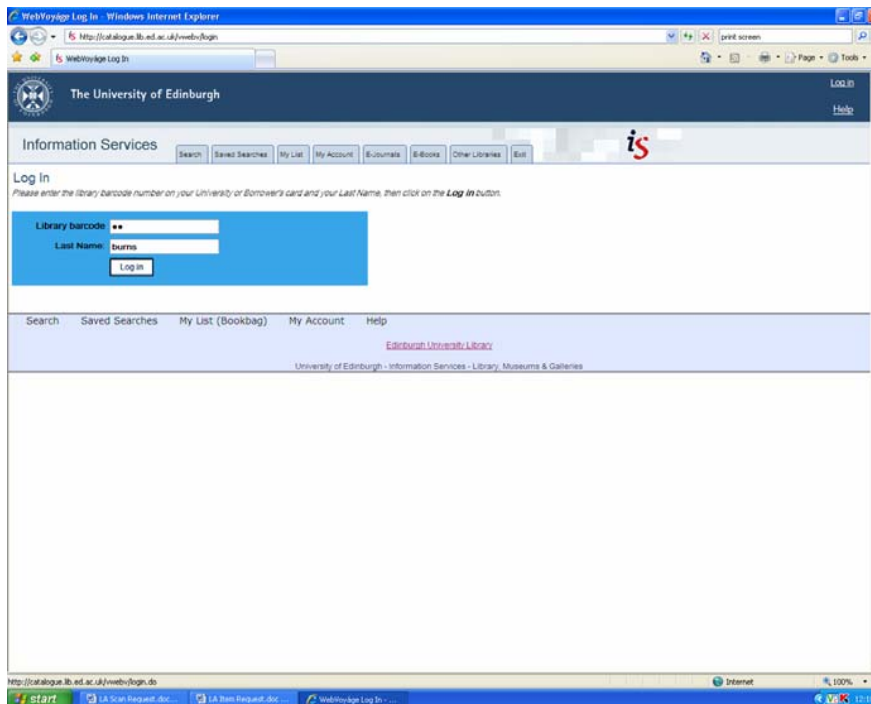 WebVoyáge Log In - Windows Internet Explorer
http://catalogue.lib.ed.ac.uk/vwebv/login
print screen
WebVoyáge Log In
Page
Tools
The University of Edinburgh
Log in
Help
Information Services
Search
Saved Searches
My List
My Account
E-Journals
E-Books
Other Libraries
Exit
is
Log In
Please enter the library barcode number on your University or Borrower's card and your Last Name, then click on the Log in button.
Library barcode: ••
Last Name: burns
Log in
Search Saved Searches My List (Bookbag) My Account Help
Edinburgh University Library
University of Edinburgh - Information Services - Library, Museums & Galleries
http://catalogue.lib.ed.ac.uk/vwebv/login.do
Internet
100%
start
LA Scan Request.doc ...
LA Item Request.doc ...
WebVoyáge Log In - ...